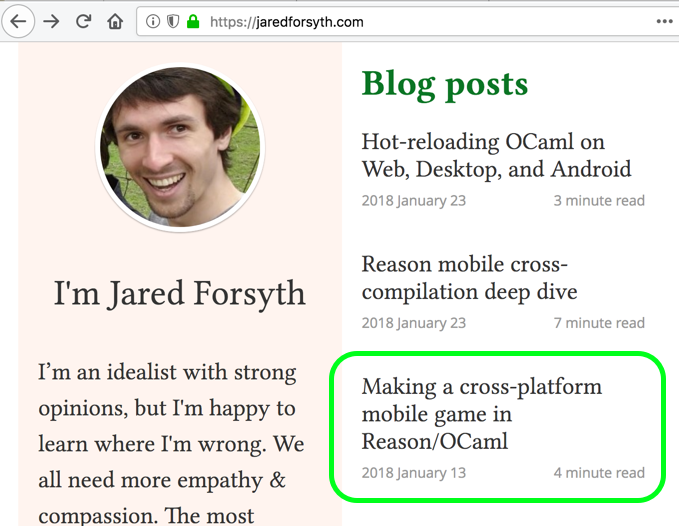 https://jaredforsyth.com
I'm Jared Forsyth
I’m an idealist with strong
opinions, but I'm happy to
learn where I'm wrong. We
all need more empathy &
compassion. The most
Blog posts
Hot-reloading OCaml on
Web, Desktop, and Android
2018 January 23 3 minute read
Reason mobile cross-
compilation deep dive
2018 January 23 7 minute read
Making a cross-platform
mobile game in
Reason/OCaml
2018 January 13 4 minute read